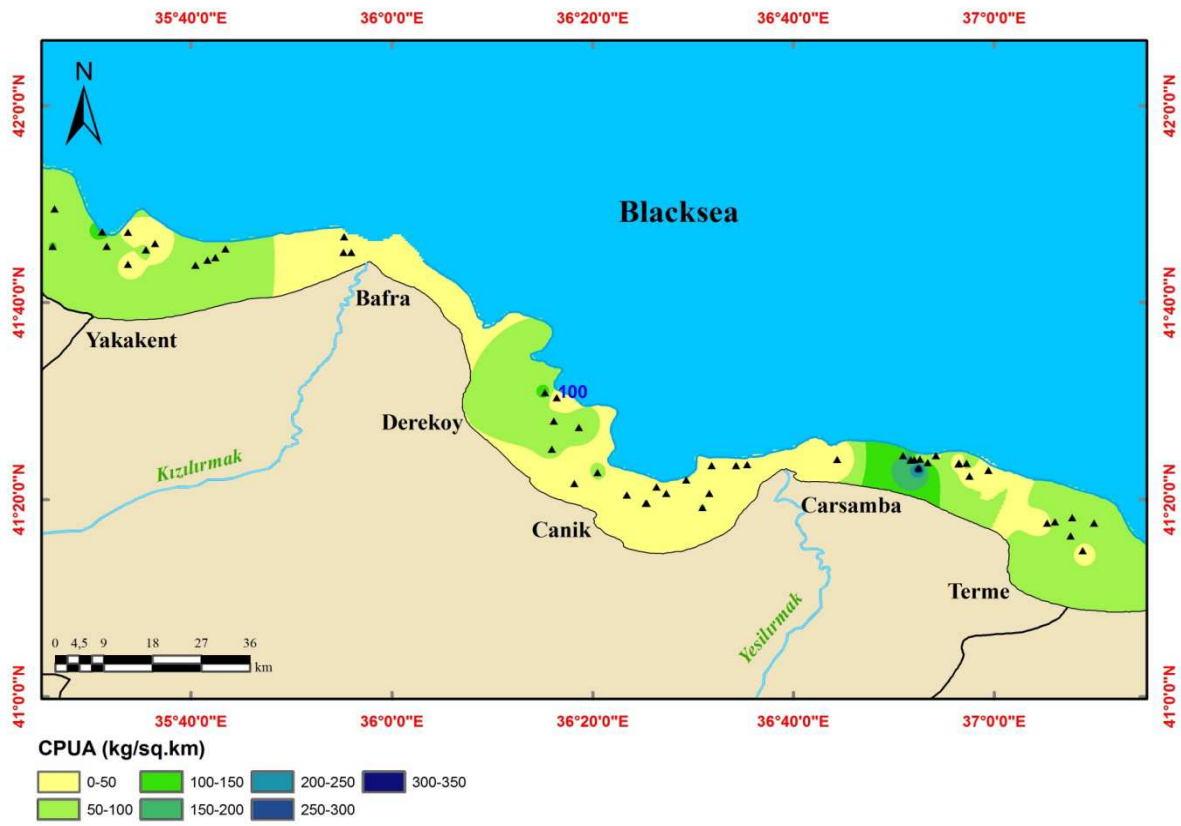 35°40'0"E 36°0'0"E 36°20'0"E 36°40'0"E 37°0'0"E
42°0'0"N 42°0'0"N
N
Blacksea
41°40'0"N 41°40'0"N
Bafra
Yakakent
100
Derekoy
Kızılırmak
41°20'0"N 41°20'0"N
Carsamba
Canik
Terme
Yesilırmak
0 4,5 9 18 27 36
km
41°0'0"N 41°0'0"N
35°40'0"E 36°0'0"E 36°20'0"E 36°40'0"E 37°0'0"E
CPUA (kg/sq.km)
0-50 100-150 200-250 300-350
50-100 150-200 250-300